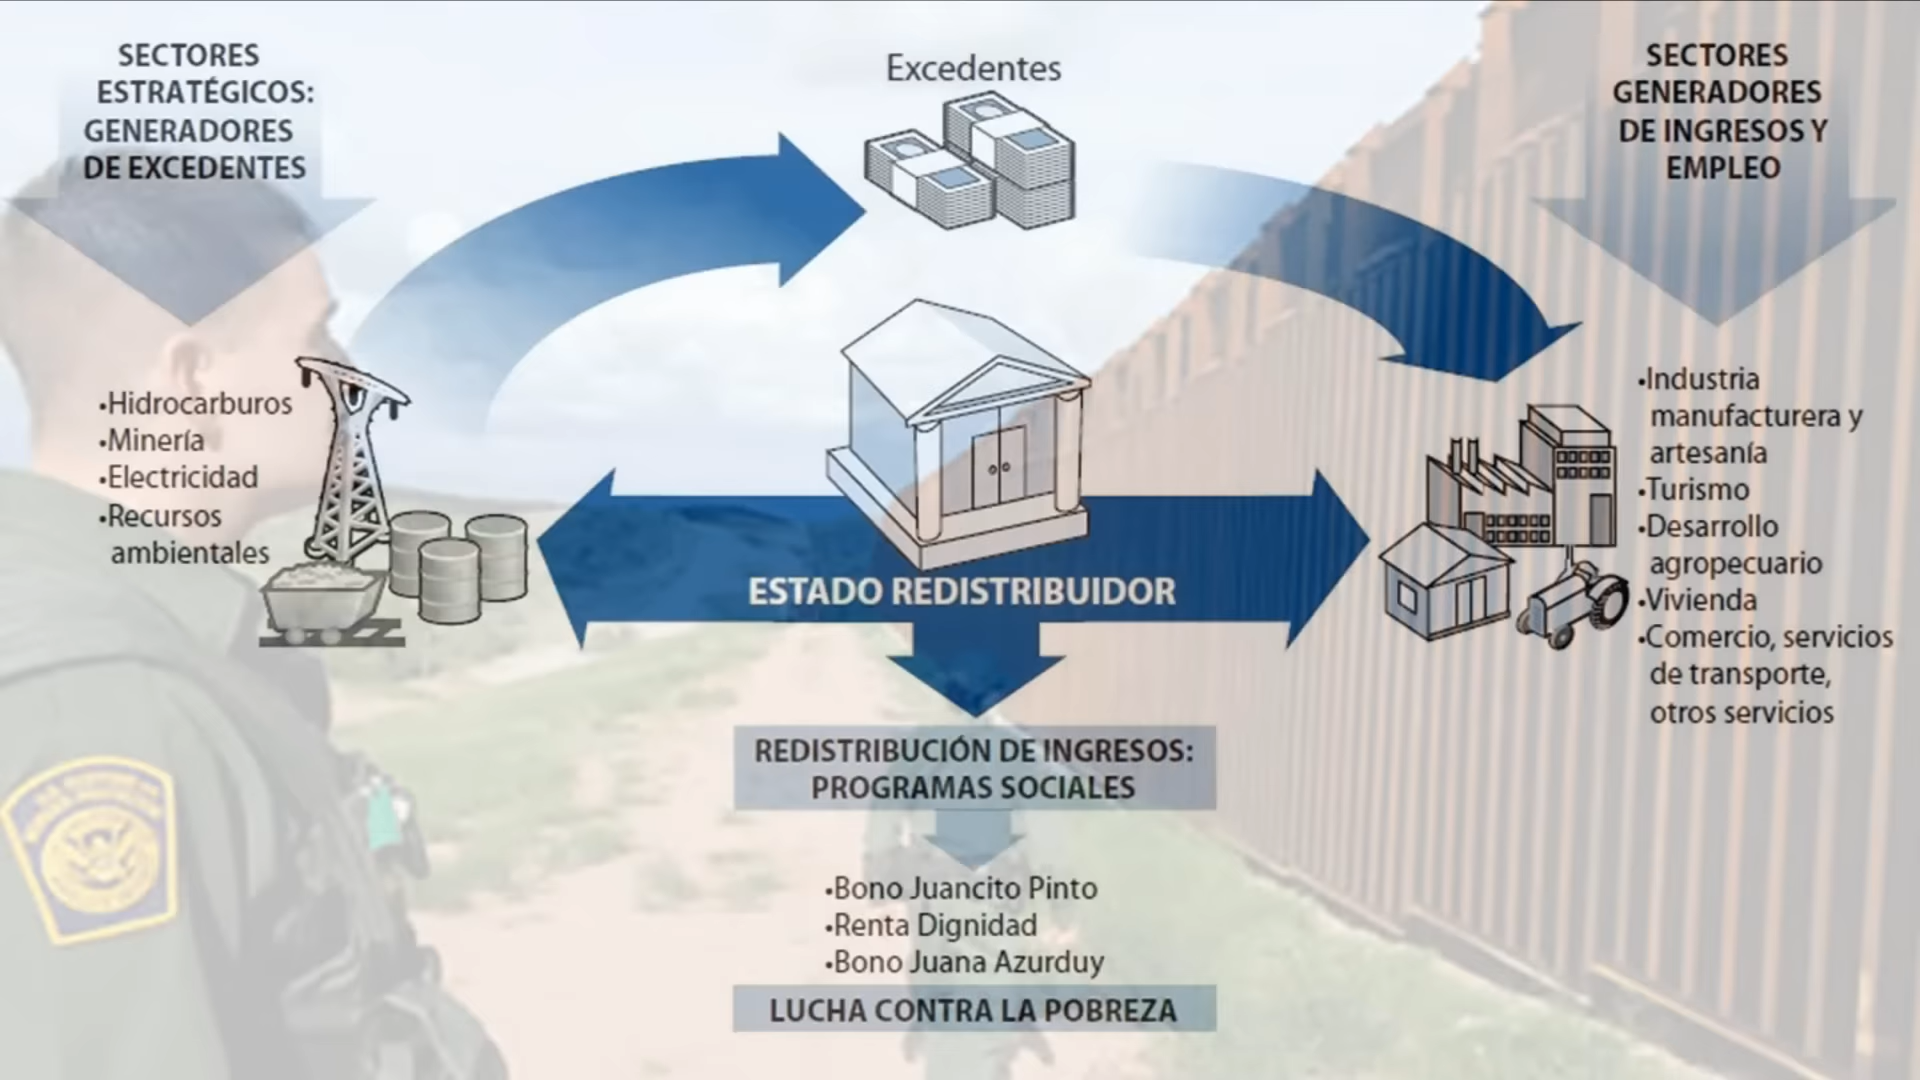 SECTORES
ESTRATÉGICOS:
GENERADORES
DE EXCEDENTES
Excedentes
SECTORES
GENERADORES
DE INGRESOS Y
EMPLEO
•Hidrocarburos
•Minería
•Electricidad
•Recursos
ambientales
•Industria
manufacturera y
artesanía
•Turismo
•Desarrollo
agropecuario
•Vivienda
•Comercio, servicios
de transporte,
otros servicios
ESTADO REDISTRIBUIDOR
REDISTRIBUCIÓN DE INGRESOS:
PROGRAMAS SOCIALES
•Bono Juancito Pinto
•Renta Dignidad
•Bono Juana Azurduy
LUCHA CONTRA LA POBREZA